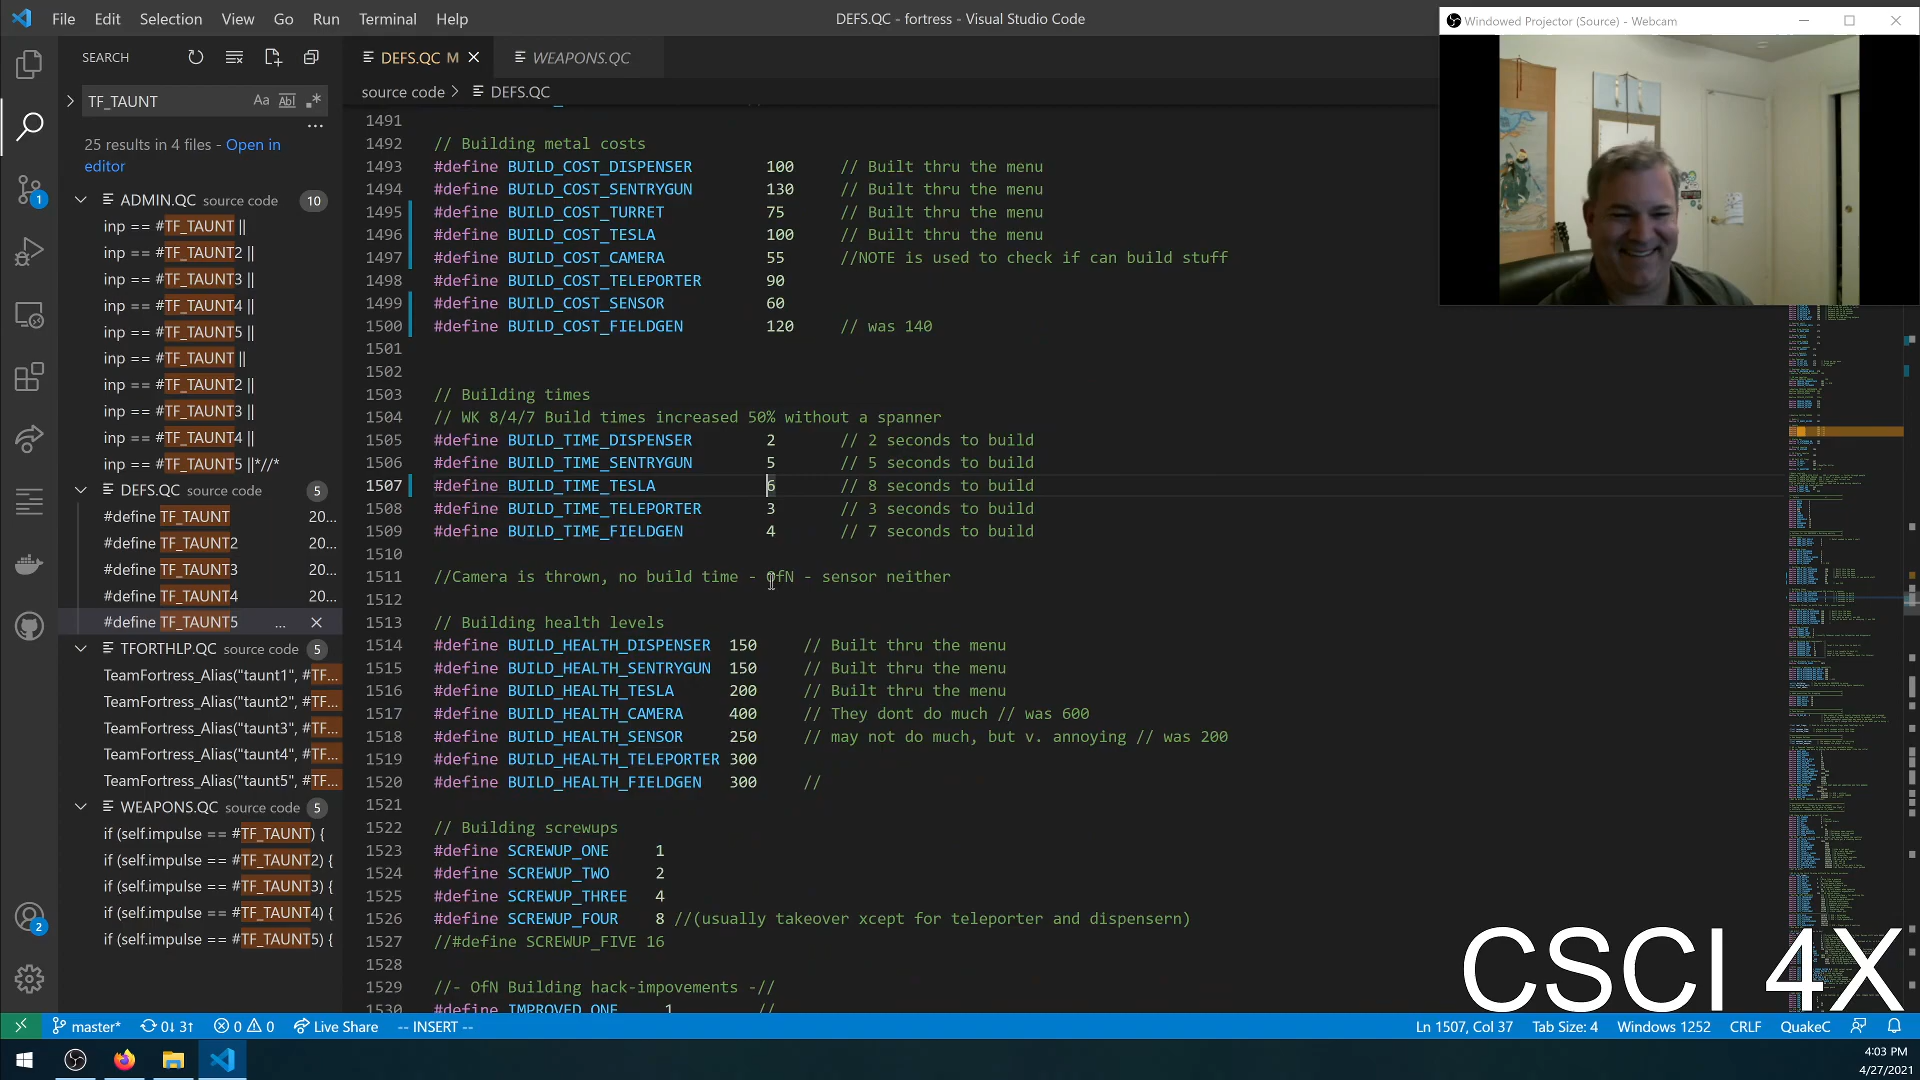 File Edit Selection View Go Run Terminal Help
DEFS.QC - fortress - Visual Studio Code
Windowed Projector (Source) - Webcam
SEARCH
TF_TAUNT
Aa Abl .*
25 results in 4 files - Open in
editor
ADMIN.QC source code 10
inp == #TF_TAUNT ||
inp == #TF_TAUNT2 ||
inp == #TF_TAUNT3 ||
inp == #TF_TAUNT4 ||
inp == #TF_TAUNT5 ||
inp == #TF_TAUNT ||
inp == #TF_TAUNT2 ||
inp == #TF_TAUNT3 ||
inp == #TF_TAUNT4 ||
inp == #TF_TAUNT5 ||*//*
DEFS.QC source code 5
#define TF_TAUNT 20...
#define TF_TAUNT2 20...
#define TF_TAUNT3 20...
#define TF_TAUNT4 20...
#define TF_TAUNT5 ...
TFORTHLP.QC source code 5
TeamFortress_Alias("taunt1", #TF...
TeamFortress_Alias("taunt2", #TF...
TeamFortress_Alias("taunt3", #TF...
TeamFortress_Alias("taunt4", #TF...
TeamFortress_Alias("taunt5", #TF...
WEAPONS.QC source code 5
if (self.impulse == #TF_TAUNT) {
if (self.impulse == #TF_TAUNT2) {
if (self.impulse == #TF_TAUNT3) {
if (self.impulse == #TF_TAUNT4) {
if (self.impulse == #TF_TAUNT5) {
1
2
DEFS.QC M
WEAPONS.QC
source code > DEFS.QC
1491
1492 // Building metal costs
1493 #define BUILD_COST_DISPENSER 100 // Built thru the menu
1494 #define BUILD_COST_SENTRYGUN 130 // Built thru the menu
1495 #define BUILD_COST_TURRET 75 // Built thru the menu
1496 #define BUILD_COST_TESLA 100 // Built thru the menu
1497 #define BUILD_COST_CAMERA 55 //NOTE is used to check if can build stuff
1498 #define BUILD_COST_TELEPORTER 90
1499 #define BUILD_COST_SENSOR 60
1500 #define BUILD_COST_FIELDGEN 120 // was 140
1501
1502
1503 // Building times
1504 // WK 8/4/7 Build times increased 50% without a spanner
1505 #define BUILD_TIME_DISPENSER 2 // 2 seconds to build
1506 #define BUILD_TIME_SENTRYGUN 5 // 5 seconds to build
1507 #define BUILD_TIME_TESLA 6 // 8 seconds to build
1508 #define BUILD_TIME_TELEPORTER 3 // 3 seconds to build
1509 #define BUILD_TIME_FIELDGEN 4 // 7 seconds to build
1510
1511 //Camera is thrown, no build time - OfN - sensor neither
1512
1513 // Building health levels
1514 #define BUILD_HEALTH_DISPENSER 150 // Built thru the menu
1515 #define BUILD_HEALTH_SENTRYGUN 150 // Built thru the menu
1516 #define BUILD_HEALTH_TESLA 200 // Built thru the menu
1517 #define BUILD_HEALTH_CAMERA 400 // They dont do much // was 600
1518 #define BUILD_HEALTH_SENSOR 250 // may not do much, but v. annoying // was 200
1519 #define BUILD_HEALTH_TELEPORTER 300
1520 #define BUILD_HEALTH_FIELDGEN 300 //
1521
1522 // Building screwups
1523 #define SCREWUP_ONE 1
1524 #define SCREWUP_TWO 2
1525 #define SCREWUP_THREE 4
1526 #define SCREWUP_FOUR 8 //(usually takeover xcept for teleporter and dispensern)
1527 //#define SCREWUP_FIVE 16
1528
1529 //- OfN Building hack-impovements -//
1530 #define IMPROVED_ONE 1 //
CSCI 4X
master* 0↓ 3↑ 0 0 Live Share -- INSERT --
Ln 1507, Col 37 Tab Size: 4 Windows 1252 CRLF QuakeC
4:03 PM
4/27/2021